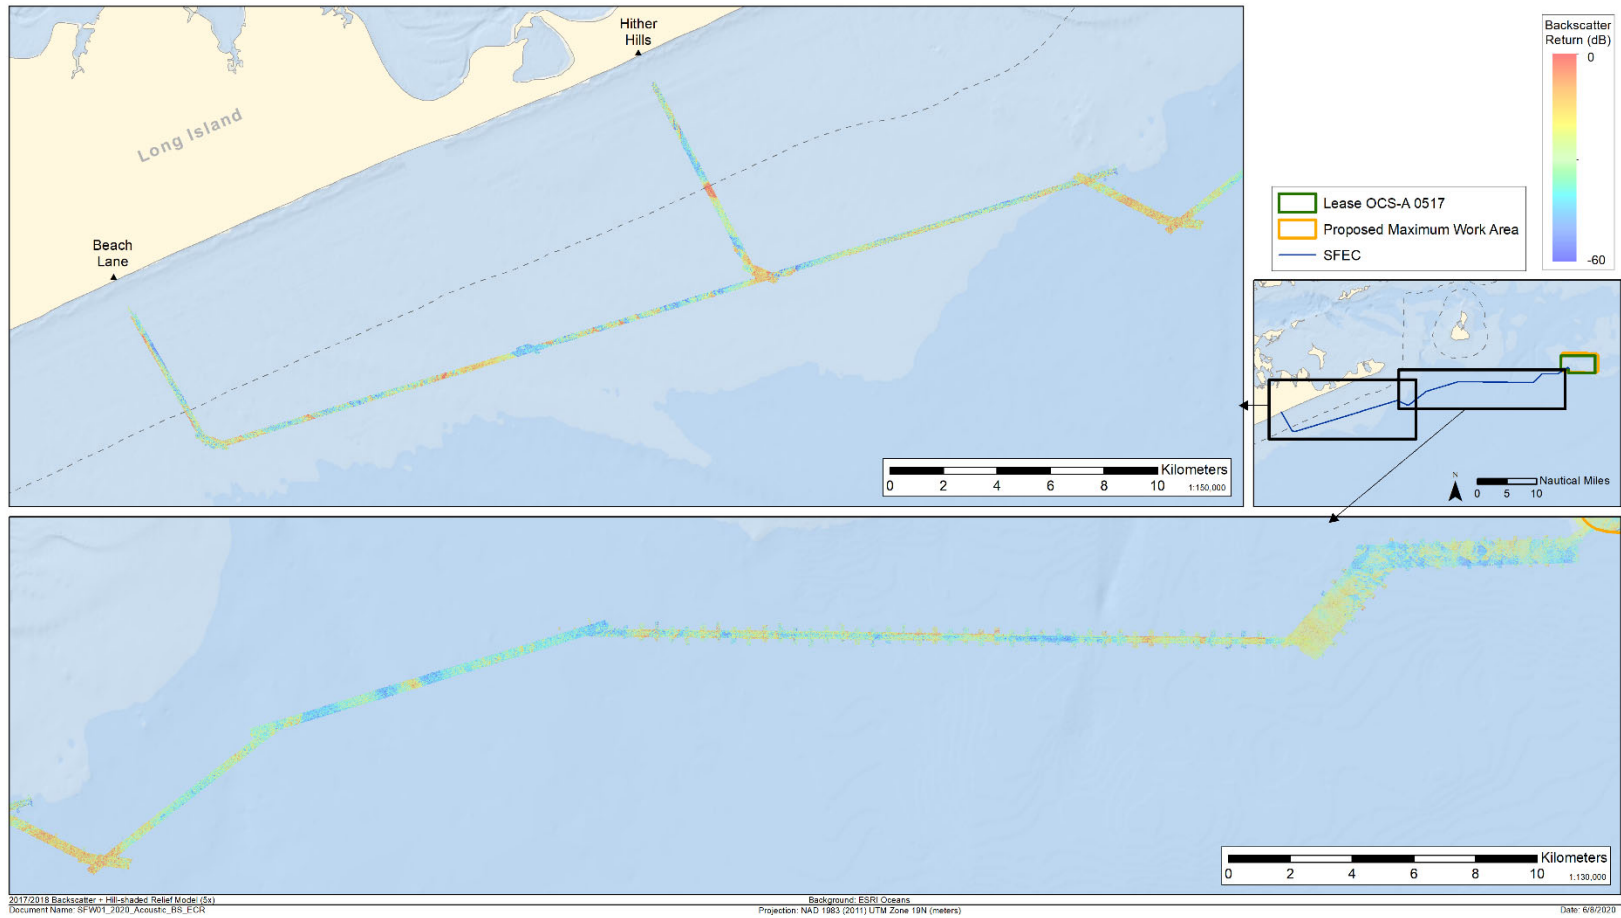 Hither
Hills
Long Island
Beach
Lane
Kilometers
0 2 4 6 8 10 1:150,000
Backscatter
Return (dB)
0
-60
Lease OCS-A 0517
Proposed Maximum Work Area
SFEC
N
Nautical Miles
0 5 10
Kilometers
0 2 4 6 8 10 1:130,000
2017/2018 Backscatter + Hill-shaded Relief Model (5x)
Background: ESRI Oceans
Document Name: SFW01_2020_Acoustic_BS_ECR
Projection: NAD 1983 (2011) UTM Zone 19N (meters)
Date: 6/8/2020